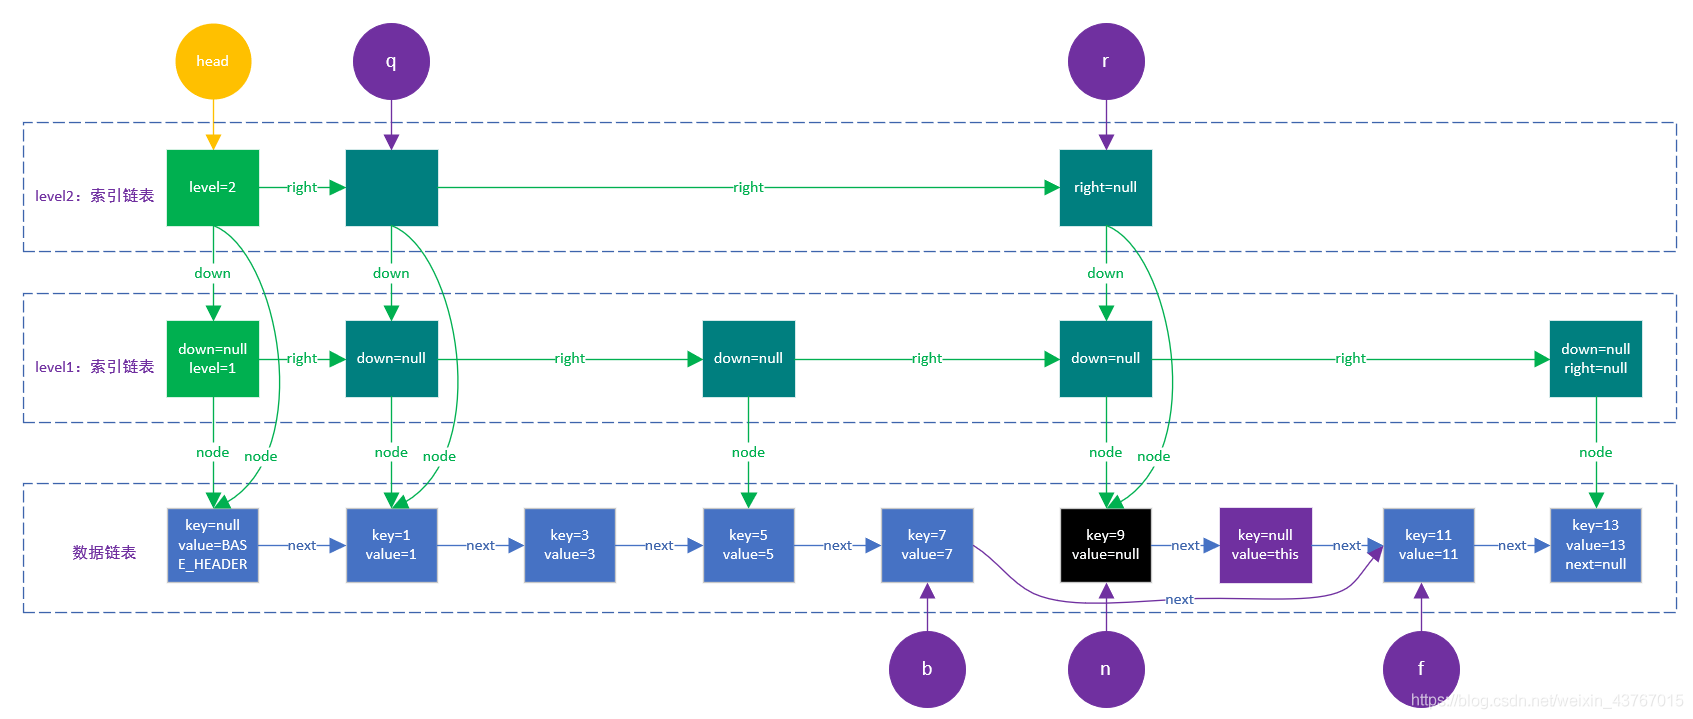 head
q
r
level2：索引链表
level=2
right
right
right=null
down
down
down
level1：索引链表
down=null
level=1
right
down=null
right
down=null
right
down=null
right
down=null
right=null
node
node
node
node
node
node
node
node
数据链表
key=null
value=BAS
E_HEADER
next
key=1
value=1
next
key=3
value=3
next
key=5
value=5
next
key=7
value=7
key=9
value=null
next
key=null
value=this
next
key=11
value=11
next
key=13
value=13
next=null
next
b
n
f
https://blog.csdn.net/weixin_43767015